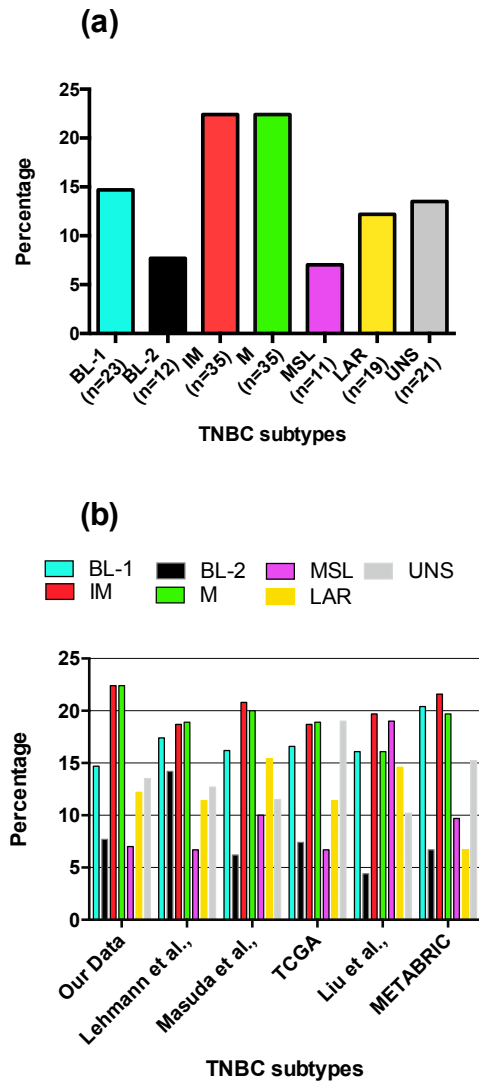 (a)
Percentage
25
20
15
10
5
0
BL-1
(n=23)
BL-2
(n=12)
IM
(n=35)
M
(n=35)
MSL
(n=11)
LAR
(n=19)
UNS
(n=21)
TNBC subtypes
(b)
BL-1 BL-2 MSL UNS
IM M LAR
Percentage
25
20
15
10
5
0
Our Data
Lehmann et al.,
Masuda et al.,
TCGA
Liu et al.,
METABRIC
TNBC subtypes